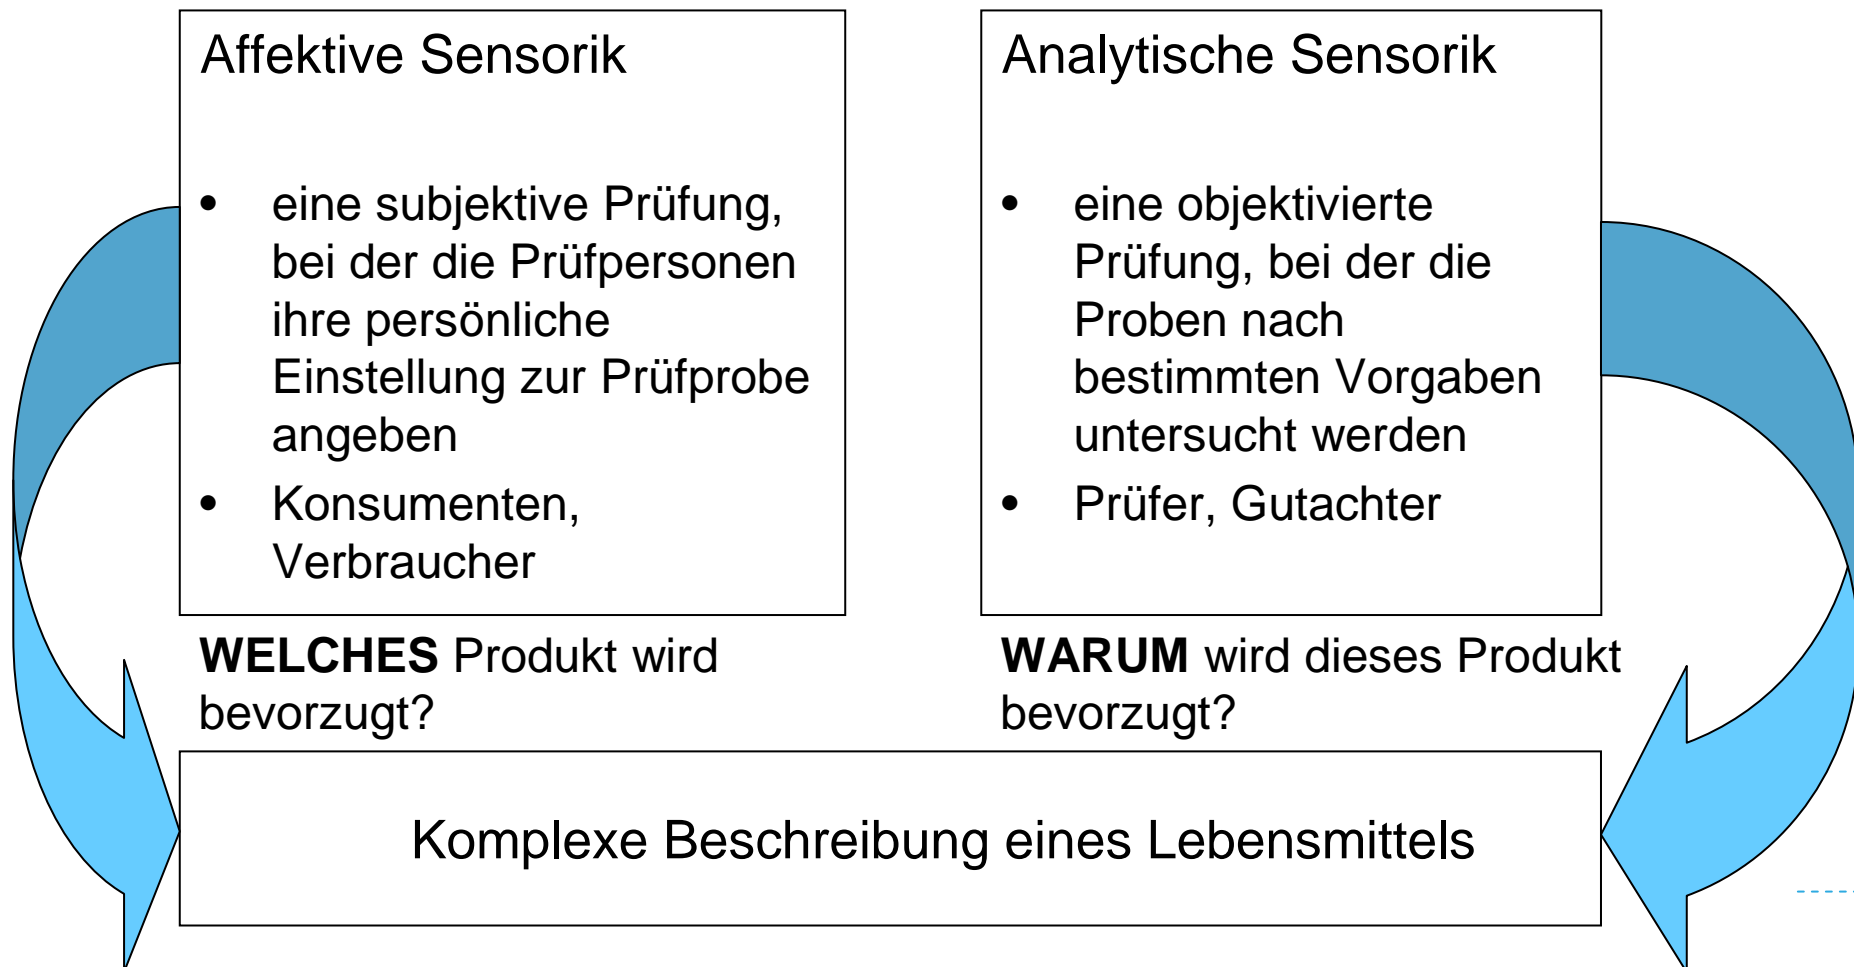 Affektive Sensorik
• eine subjektive Prüfung,
bei der die Prüfpersonen
ihre persönliche
Einstellung zur Prüfprobe
angeben
• Konsumenten,
Verbraucher
WELCHES Produkt wird
bevorzugt?
Analytische Sensorik
• eine objektivierte
Prüfung, bei der die
Proben nach
bestimmten Vorgaben
untersucht werden
• Prüfer, Gutachter
WARUM wird dieses Produkt
bevorzugt?
Komplexe Beschreibung eines Lebensmittels